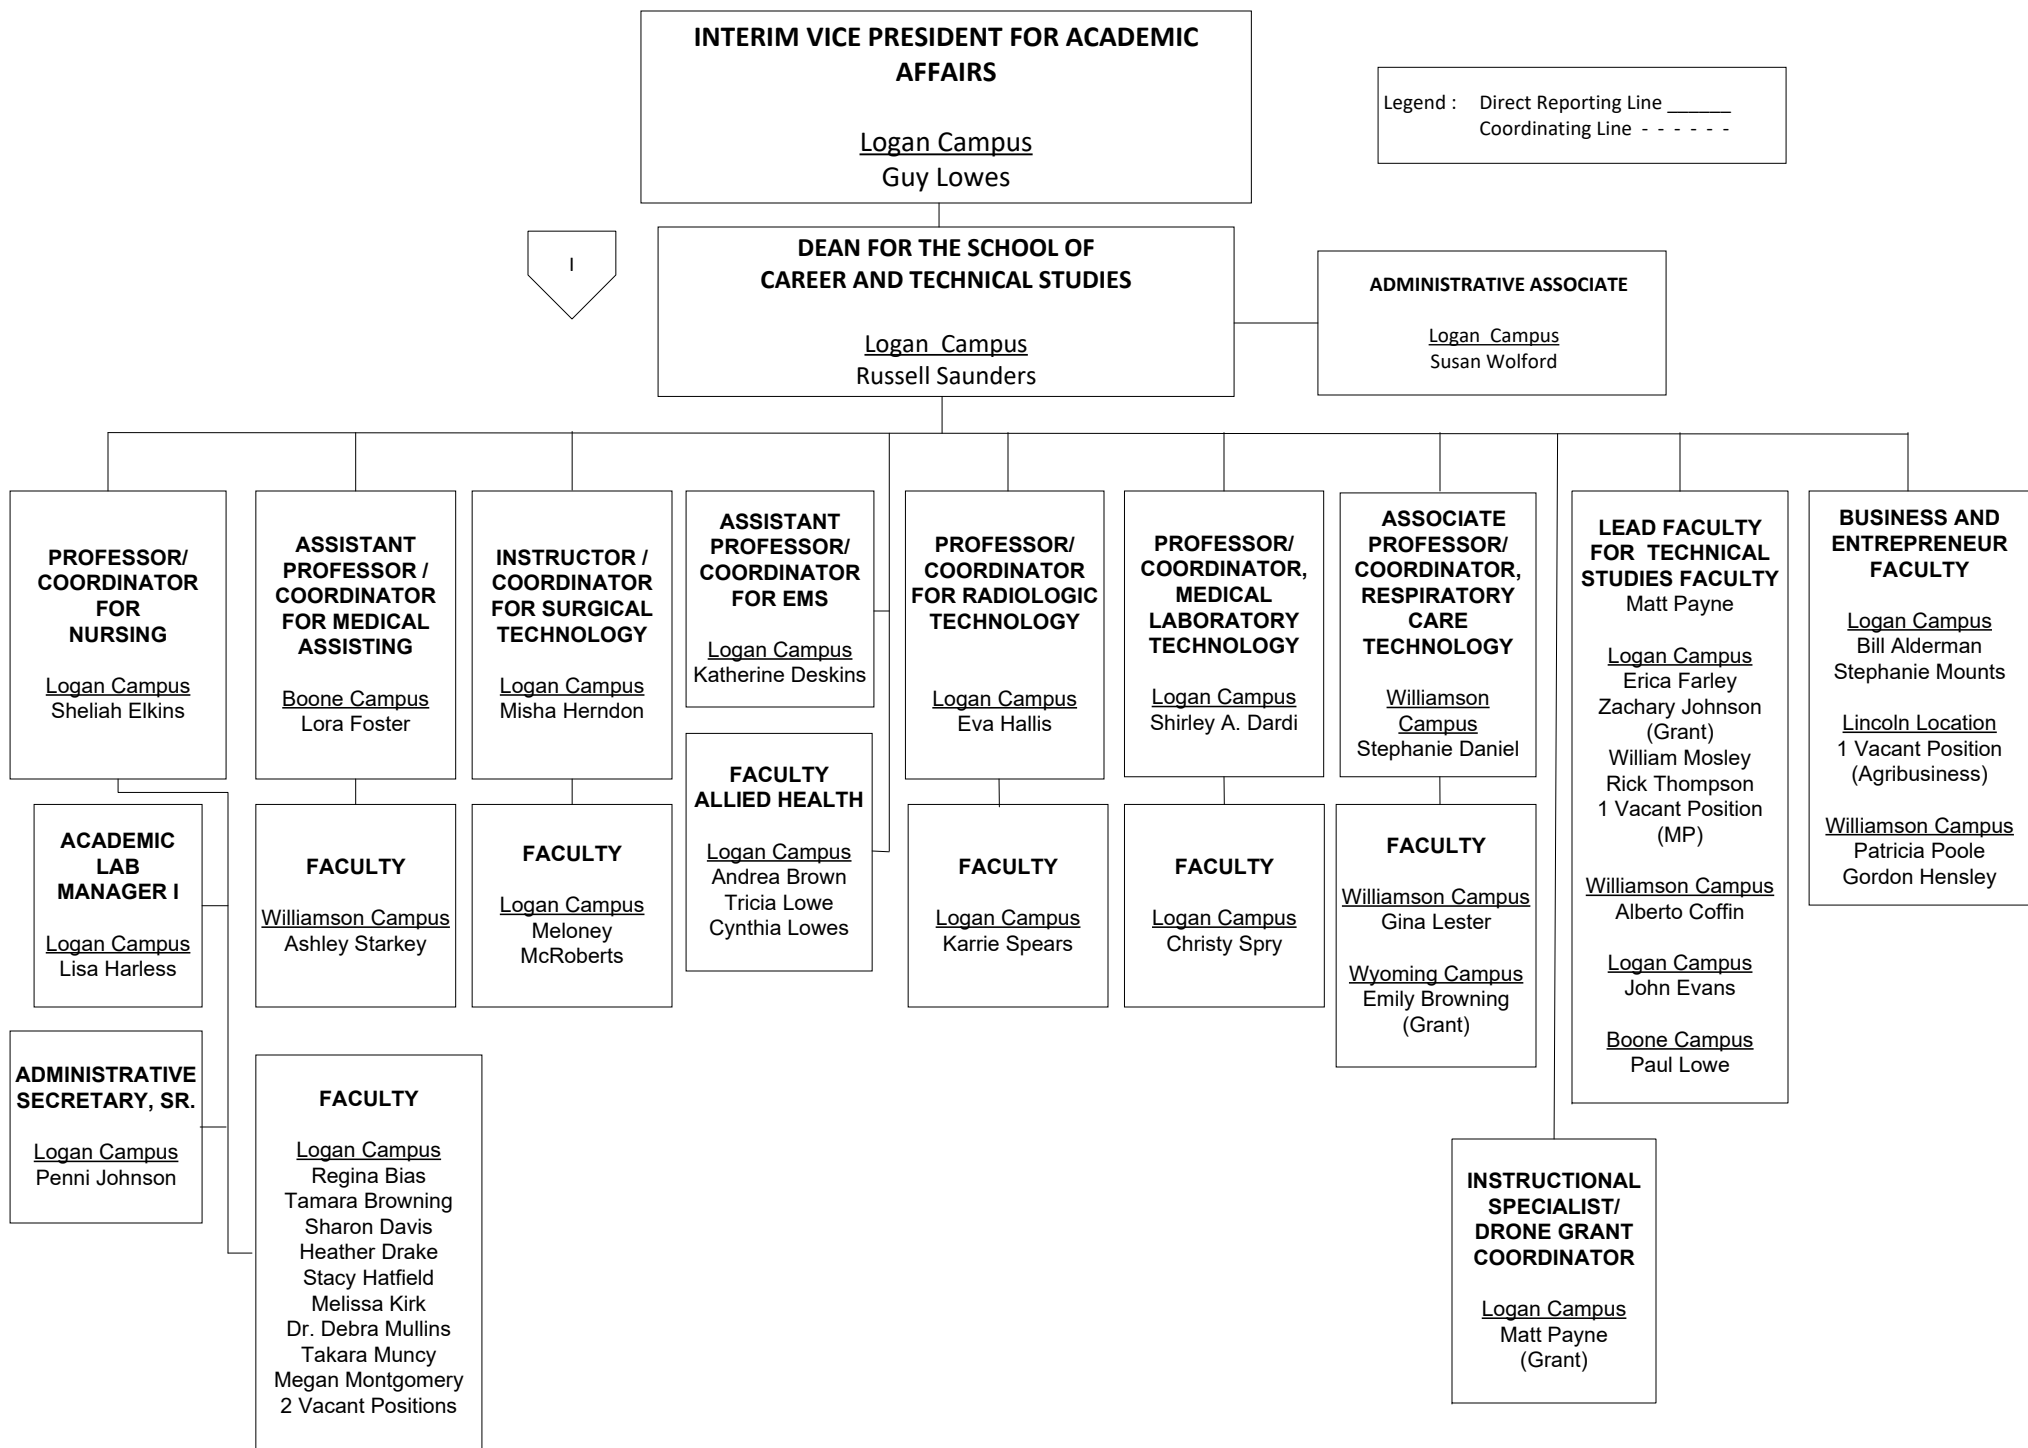 INTERIM VICE PRESIDENT FOR ACADEMIC
AFFAIRS
Logan Campus
Guy Lowes
Legend : Direct Reporting Line ______
Coordinating Line - - - - - -
I
DEAN FOR THE SCHOOL OF
CAREER AND TECHNICAL STUDIES
Logan Campus
Russell Saunders
ADMINISTRATIVE ASSOCIATE
Logan Campus
Susan Wolford
PROFESSOR/
COORDINATOR
FOR
NURSING
Logan Campus
Sheliah Elkins
ASSISTANT
PROFESSOR /
COORDINATOR
FOR MEDICAL
ASSISTING
Boone Campus
Lora Foster
INSTRUCTOR /
COORDINATOR
FOR SURGICAL
TECHNOLOGY
Logan Campus
Misha Herndon
ASSISTANT
PROFESSOR/
COORDINATOR
FOR EMS
Logan Campus
Katherine Deskins
PROFESSOR/
COORDINATOR
FOR RADIOLOGIC
TECHNOLOGY
Logan Campus
Eva Hallis
PROFESSOR/
COORDINATOR,
MEDICAL
LABORATORY
TECHNOLOGY
Logan Campus
Shirley A. Dardi
ASSOCIATE
PROFESSOR/
COORDINATOR,
RESPIRATORY
CARE
TECHNOLOGY
Williamson
Campus
Stephanie Daniel
LEAD FACULTY
FOR TECHNICAL
STUDIES FACULTY
Matt Payne
Logan Campus
Erica Farley
Zachary Johnson
(Grant)
William Mosley
Rick Thompson
1 Vacant Position
(MP)
Williamson Campus
Alberto Coffin
Logan Campus
John Evans
Boone Campus
Paul Lowe
BUSINESS AND
ENTREPRENEUR
FACULTY
Logan Campus
Bill Alderman
Stephanie Mounts
Lincoln Location
1 Vacant Position
(Agribusiness)
Williamson Campus
Patricia Poole
Gordon Hensley
ACADEMIC
LAB
MANAGER I
Logan Campus
Lisa Harless
FACULTY
Williamson Campus
Ashley Starkey
FACULTY
Logan Campus
Meloney
McRoberts
FACULTY
ALLIED HEALTH
Logan Campus
Andrea Brown
Tricia Lowe
Cynthia Lowes
FACULTY
Logan Campus
Karrie Spears
FACULTY
Logan Campus
Christy Spry
FACULTY
Williamson Campus
Gina Lester
Wyoming Campus
Emily Browning
(Grant)
ADMINISTRATIVE
SECRETARY, SR.
Logan Campus
Penni Johnson
FACULTY
Logan Campus
Regina Bias
Tamara Browning
Sharon Davis
Heather Drake
Stacy Hatfield
Melissa Kirk
Dr. Debra Mullins
Takara Muncy
Megan Montgomery
2 Vacant Positions
INSTRUCTIONAL
SPECIALIST/
DRONE GRANT
COORDINATOR
Logan Campus
Matt Payne
(Grant)